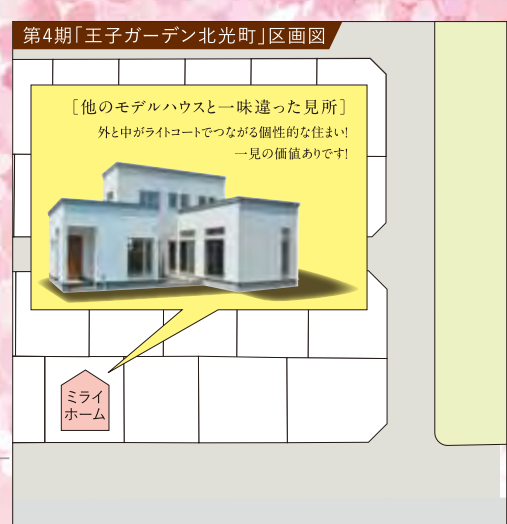 第4期「王子ガーデン北光町」区画図
[他のモデルハウスと一味違った見所]
外と中がライトコートでつながる個性的な住まい!
一見の価値ありです!
ミライ
ホーム